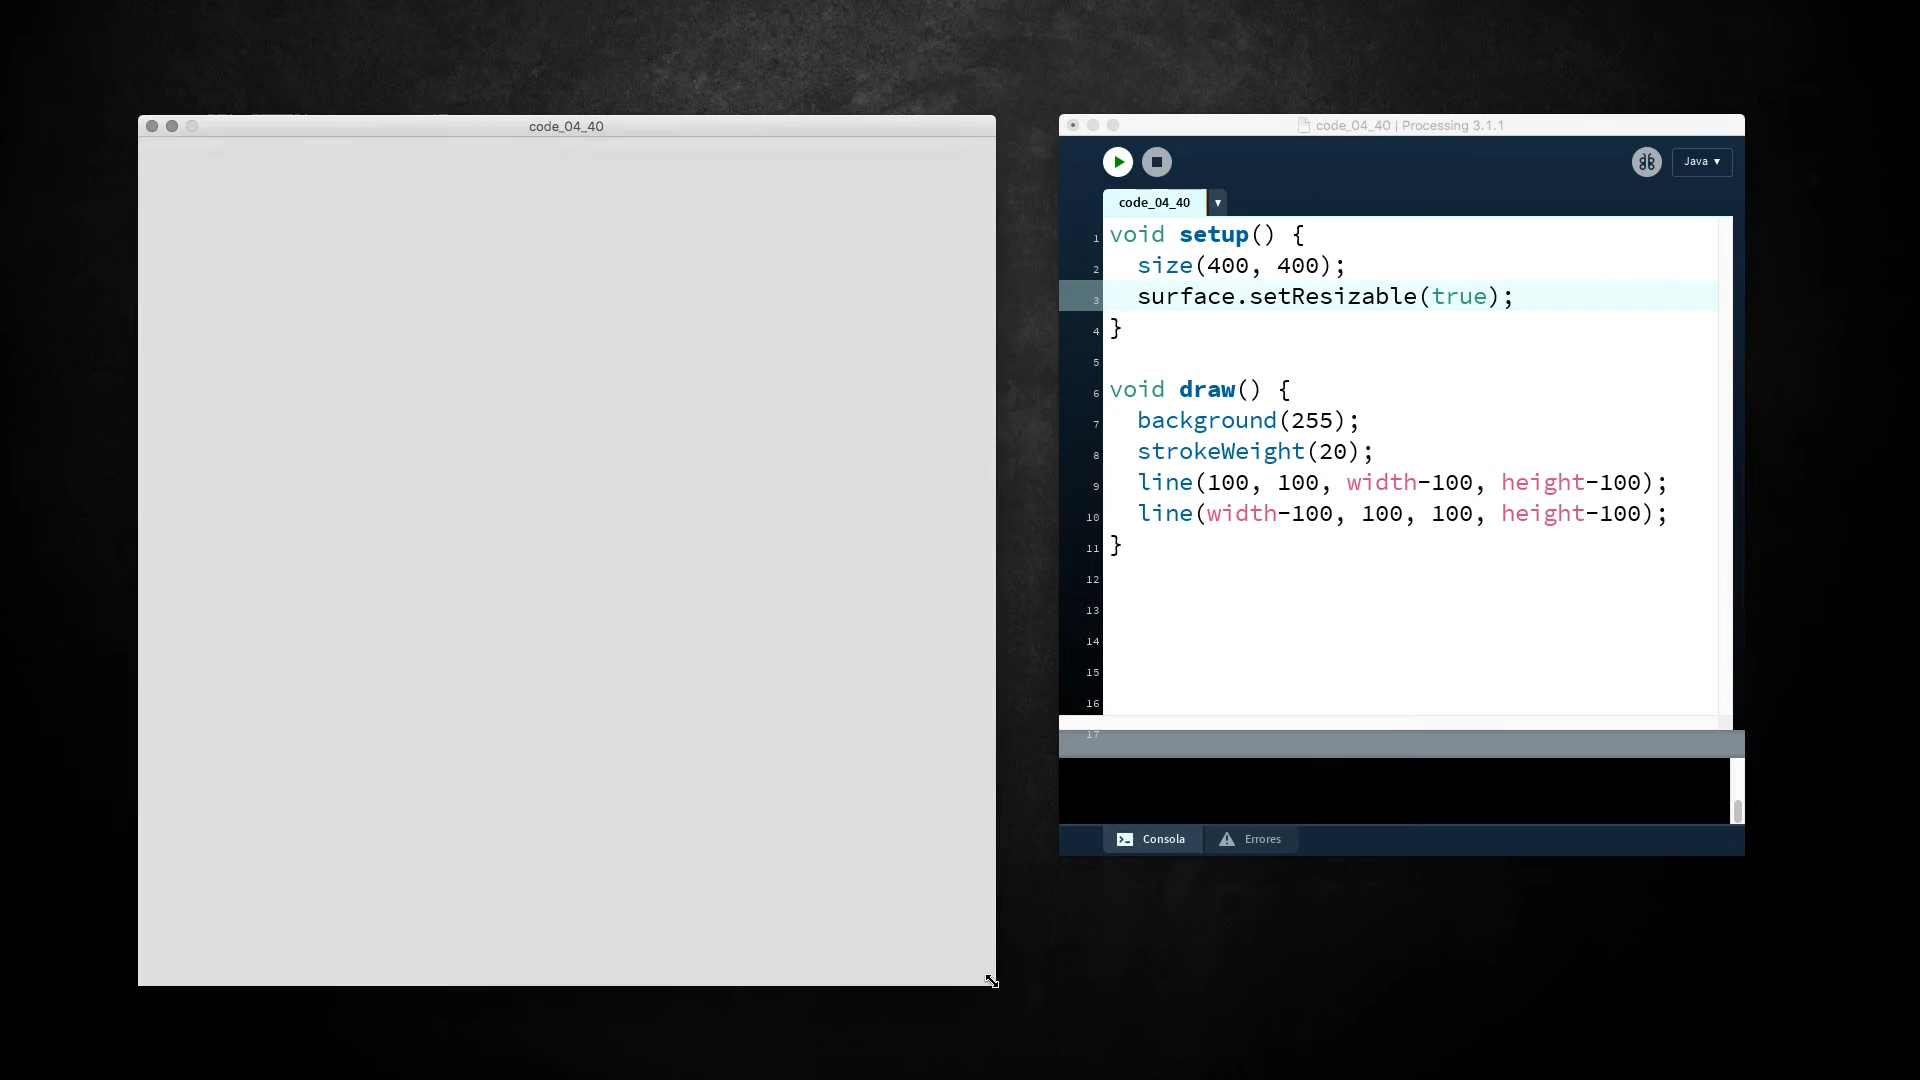 code_04_40
code_04_40 | Processing 3.1.1
Java ▾
code_04_40 ▾
1 void setup() {
2   size(400, 400);
3   surface.setResizable(true);
4 }
5
6 void draw() {
7   background(255);
8   strokeWeight(20);
9   line(100, 100, width-100, height-100);
10   line(width-100, 100, 100, height-100);
11 }
12
13
14
15
16
17
Consola Errores